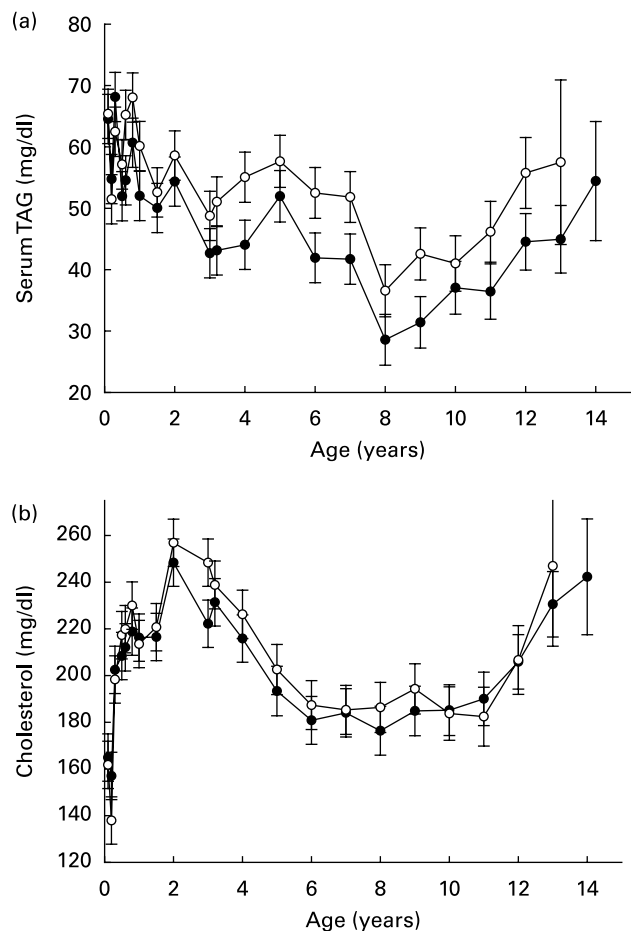 (a)
80
70
60
50
40
30
20
Serum TAG (mg/dl)
0 2 4 6 8 10 12 14
Age (years)
(b)
260
240
220
200
180
160
140
120
Cholesterol (mg/dl)
0 2 4 6 8 10 12 14
Age (years)